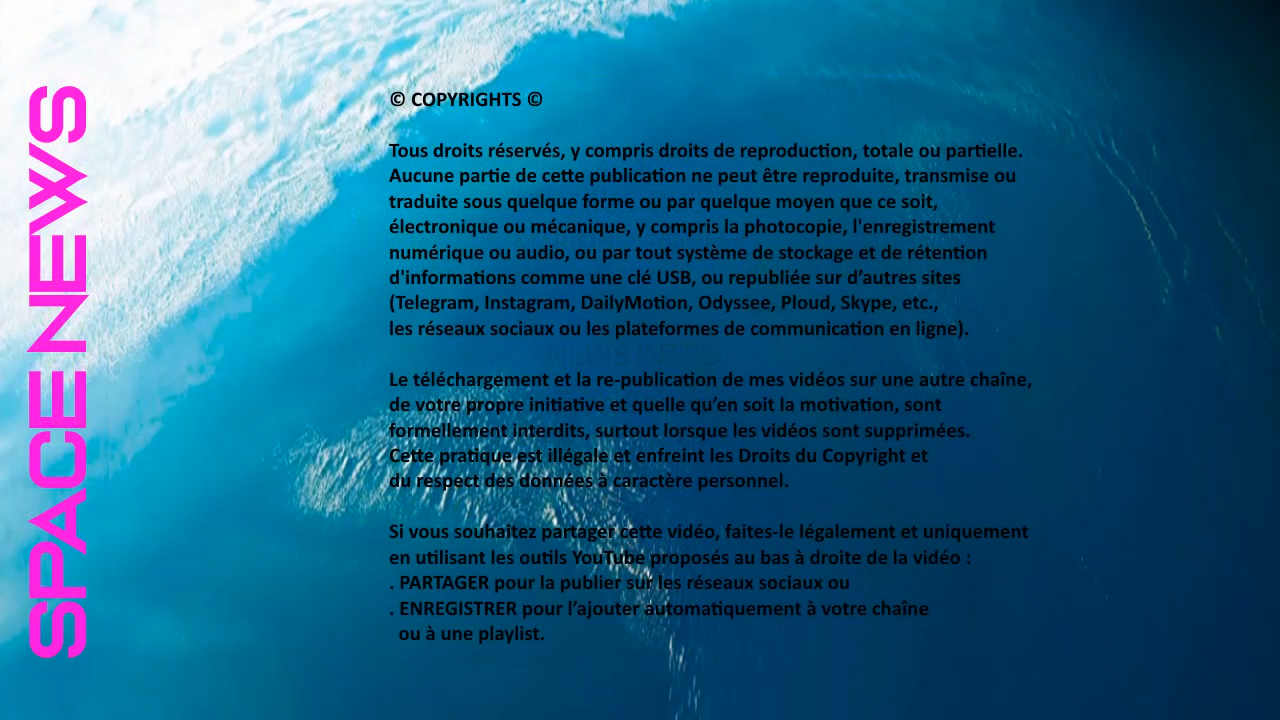 SPACE NEWS
© COPYRIGHTS ©
Tous droits réservés, y compris droits de reproduction, totale ou partielle.
Aucune partie de cette publication ne peut être reproduite, transmise ou
traduite sous quelque forme ou par quelque moyen que ce soit,
électronique ou mécanique, y compris la photocopie, l'enregistrement
numérique ou audio, ou par tout système de stockage et de rétention
d'informations comme une clé USB, ou republiée sur d’autres sites
(Telegram, Instagram, DailyMotion, Odyssee, Ploud, Skype, etc.,
les réseaux sociaux ou les plateformes de communication en ligne).
Le téléchargement et la re-publication de mes vidéos sur une autre chaîne,
de votre propre initiative et quelle qu’en soit la motivation, sont
formellement interdits, surtout lorsque les vidéos sont supprimées.
Cette pratique est illégale et enfreint les Droits du Copyright et
du respect des données à caractère personnel.
Si vous souhaitez partager cette vidéo, faites-le légalement et uniquement
en utilisant les outils YouTube proposés au bas à droite de la vidéo :
. PARTAGER pour la publier sur les réseaux sociaux ou
. ENREGISTRER pour l’ajouter automatiquement à votre chaîne
ou à une playlist.